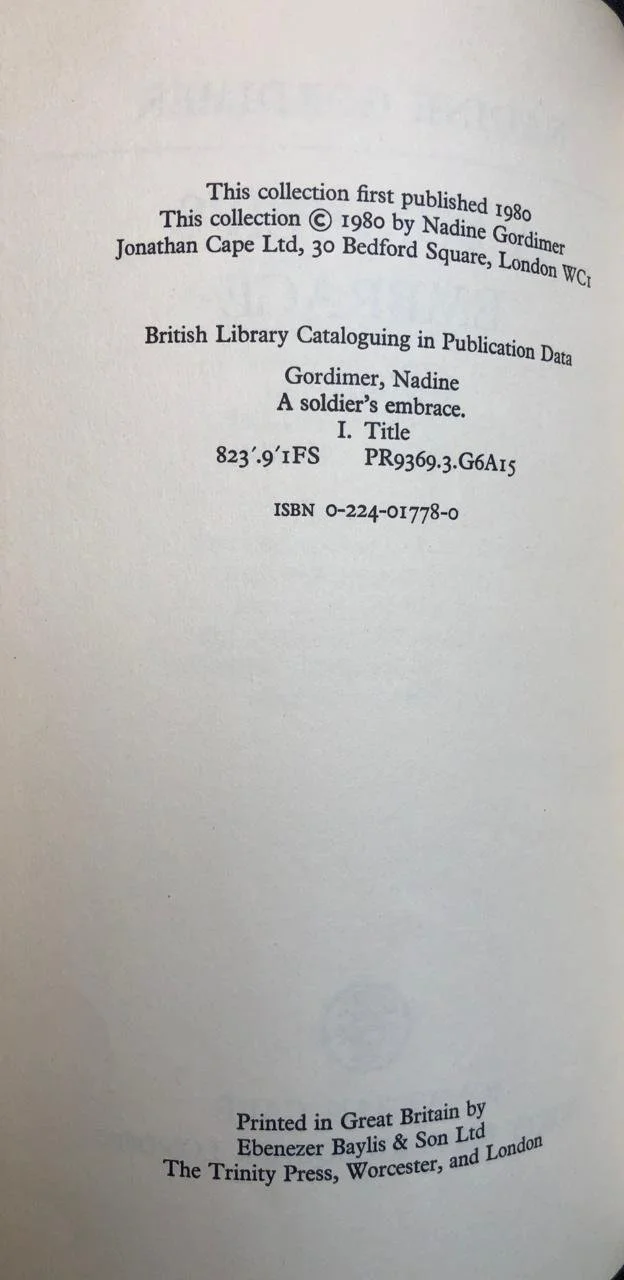 This collection first published 1980
This collection © 1980 by Nadine Gordimer
Jonathan Cape Ltd, 30 Bedford Square, London WC1
British Library Cataloguing in Publication Data
Gordimer, Nadine
A soldier's embrace.
I. Title
823′.9′1FS PR9369.3.G6A15
ISBN 0-224-01778-0
Printed in Great Britain by
Ebenezer Baylis & Son Ltd
The Trinity Press, Worcester, and London